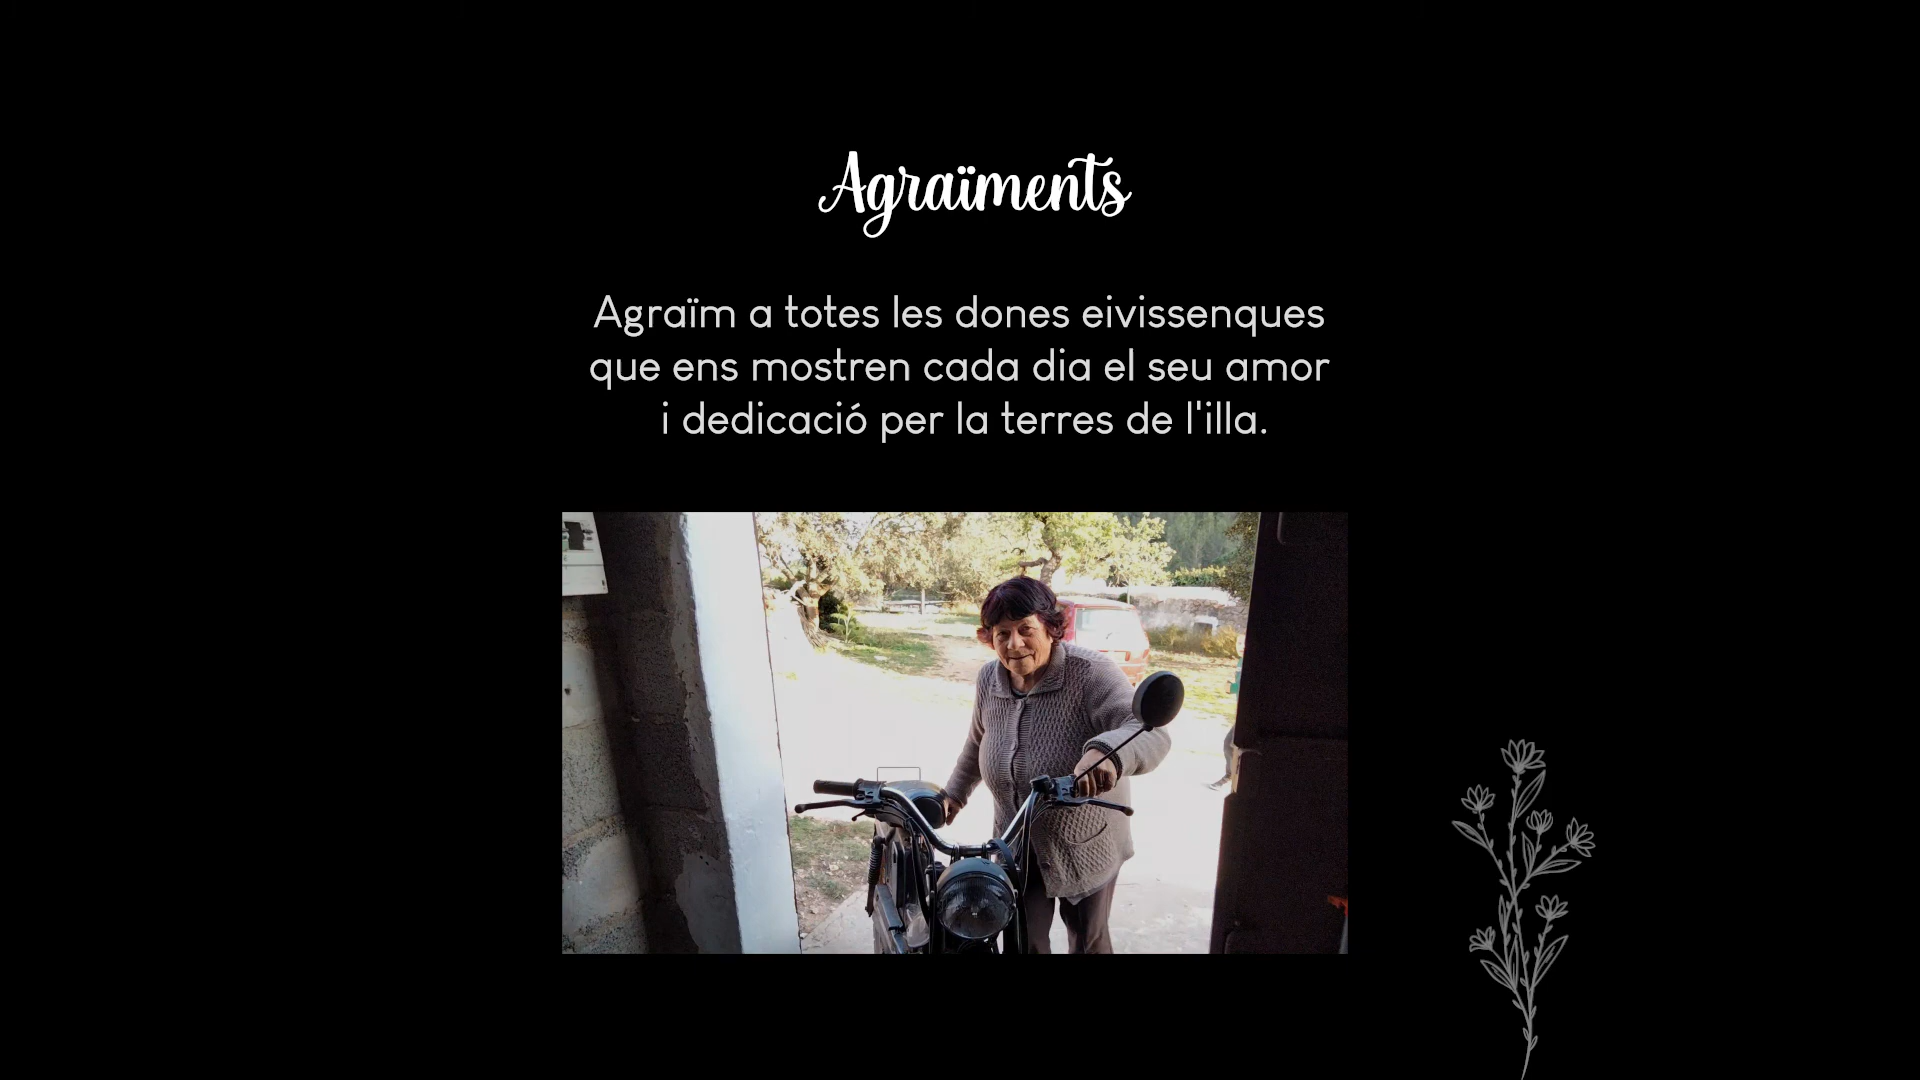 Agraïments
Agraïm a totes les dones eivissenques
que ens mostren cada dia el seu amor
i dedicació per la terres de l'illa.